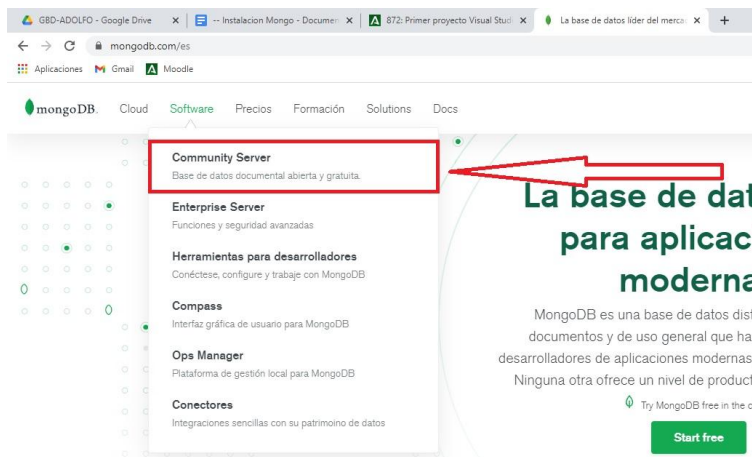 GBD-ADOLFO - Google Drive
-- Instalacion Mongo - Documen
872: Primer proyecto Visual Studi
La base de datos líder del merca
mongodb.com/es
Aplicaciones Gmail Moodle
mongoDB. Cloud Software Precios Formación Solutions Docs
Community Server
Base de datos documental abierta y gratuita.
Enterprise Server
Funciones y seguridad avanzadas
Herramientas para desarrolladores
Conéctese, configure y trabaje con MongoDB
Compass
Interfaz gráfica de usuario para MongoDB
Ops Manager
Plataforma de gestión local para MongoDB
Conectores
Integraciones sencillas con su patrimoino de datos
La base de dat
para aplicac
moderna
MongoDB es una base de datos dist
documentos y de uso general que ha
desarrolladores de aplicaciones modernas
Ninguna otra ofrece un nivel de product
Try MongoDB free in the c
Start free